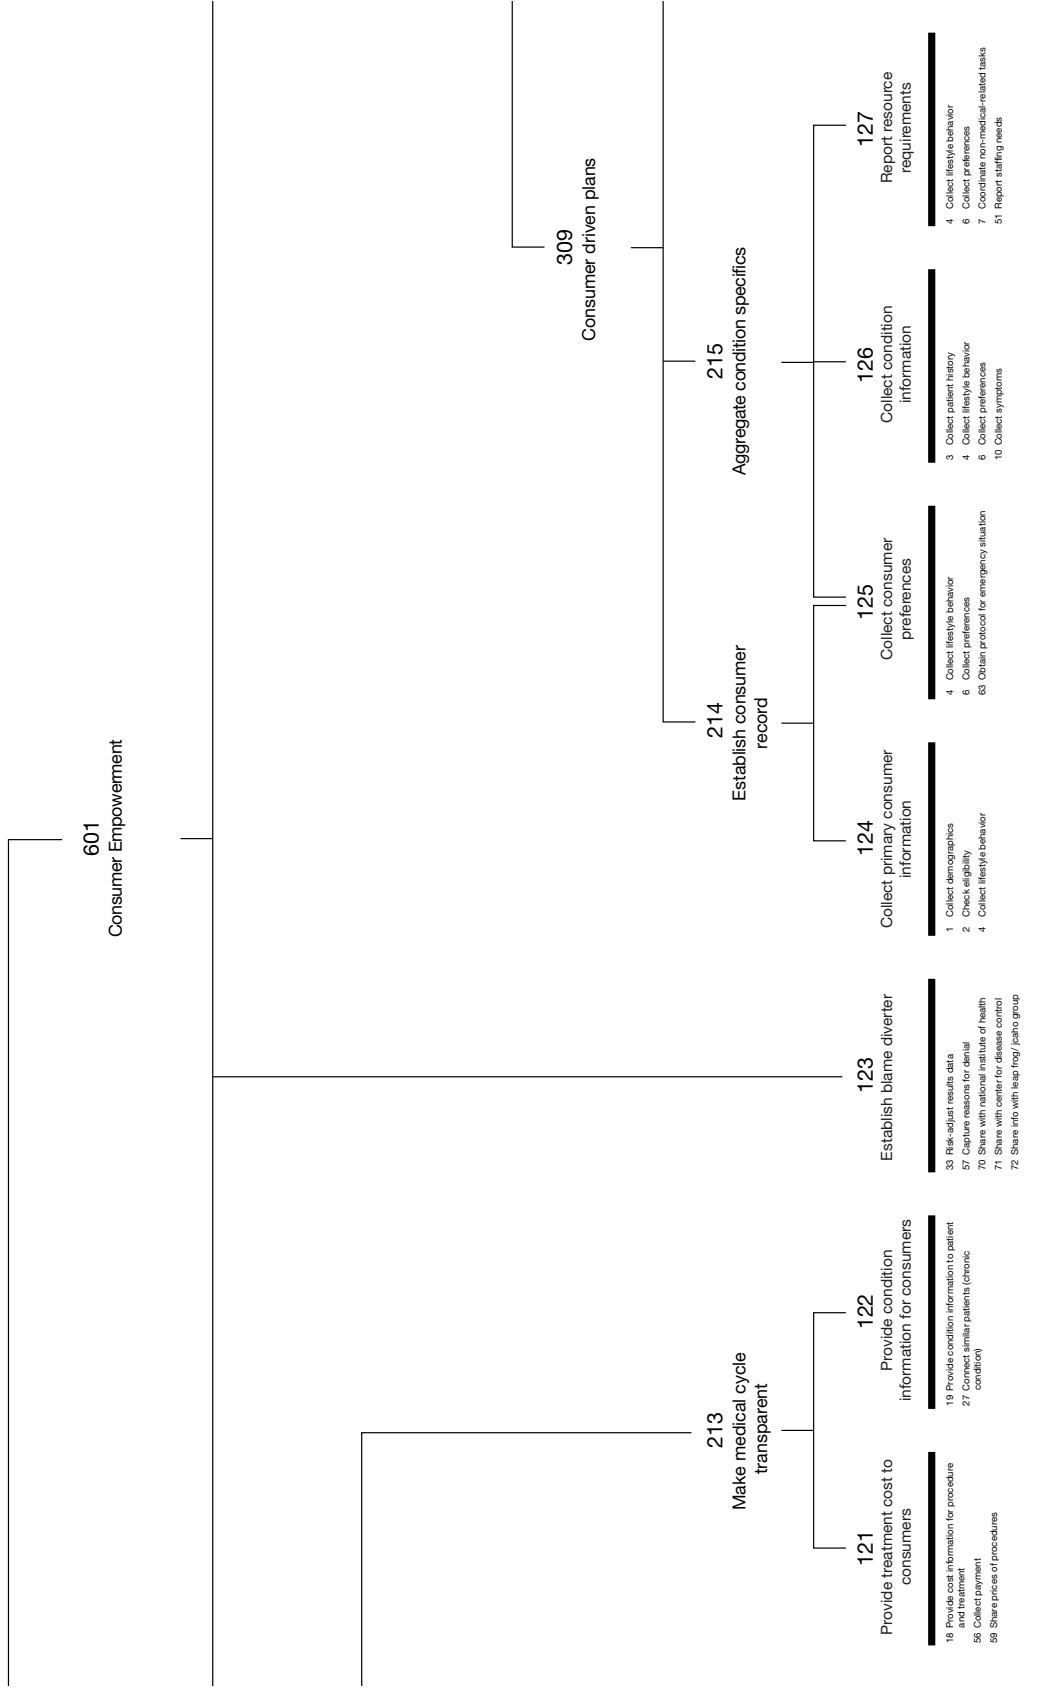 601
Consumer Empowerment
309
Consumer driven plans
213
Make medical cycle
transparent
214
Establish consumer
record
215
Aggregate condition specifics
121
Provide treatment cost to
consumers
18 Provide cost information for procedure
and treatment
56 Collect payment
59 Share prices of procedures
122
Provide condition
information for consumers
19 Provide condition information to patient
27 Connect similar patients (chronic
condition)
123
Establish blame diverter
33 Risk-adjust results data
57 Capture reasons for denial
70 Share with national institute of health
71 Share with center for disease control
72 Share info with leap frog/ jcaho group
124
Collect primary consumer
information
1 Collect demographics
2 Check eligibility
4 Collect lifestyle behavior
125
Collect consumer
preferences
4 Collect lifestyle behavior
6 Collect preferences
63 Obtain protocol for emergency situation
126
Collect condition
information
3 Collect patient history
4 Collect lifestyle behavior
6 Collect preferences
10 Collect symptoms
127
Report resource
requirements
4 Collect lifestyle behavior
6 Collect preferences
7 Coordinate non-medical-related tasks
51 Report staffing needs